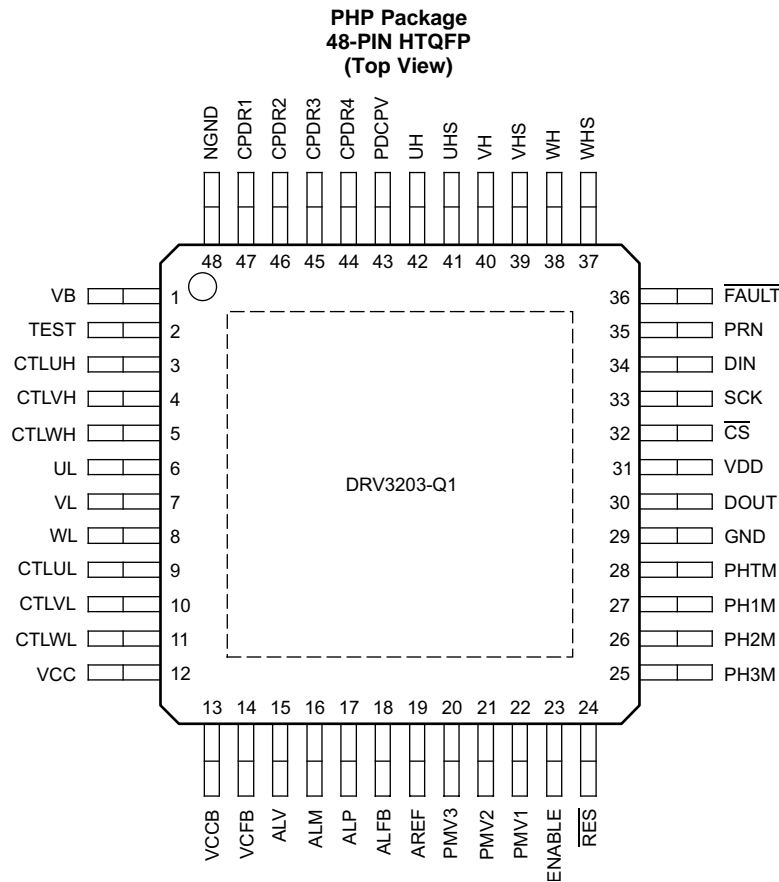 PHP Package
48-PIN HTQFP
(Top View)
NGND
CPDR1
CPDR2
CPDR3
CPDR4
PDCPV
UH
UHS
VH
VHS
WH
WHS
48 47 46 45 44 43 42 41 40 39 38 37
VB 1
TEST 2
CTLUH 3
CTLVH 4
CTLWH 5
UL 6
VL 7
WL 8
CTLUL 9
CTLVL 10
CTLWL 11
VCC 12
DRV3203-Q1
36 FAULT
35 PRN
34 DIN
33 SCK
32 CS
31 VDD
30 DOUT
29 GND
28 PHTM
27 PH1M
26 PH2M
25 PH3M
13 14 15 16 17 18 19 20 21 22 23 24
VCCB
VCFB
ALV
ALM
ALP
ALFB
AREF
PMV3
PMV2
PMV1
ENABLE
RES